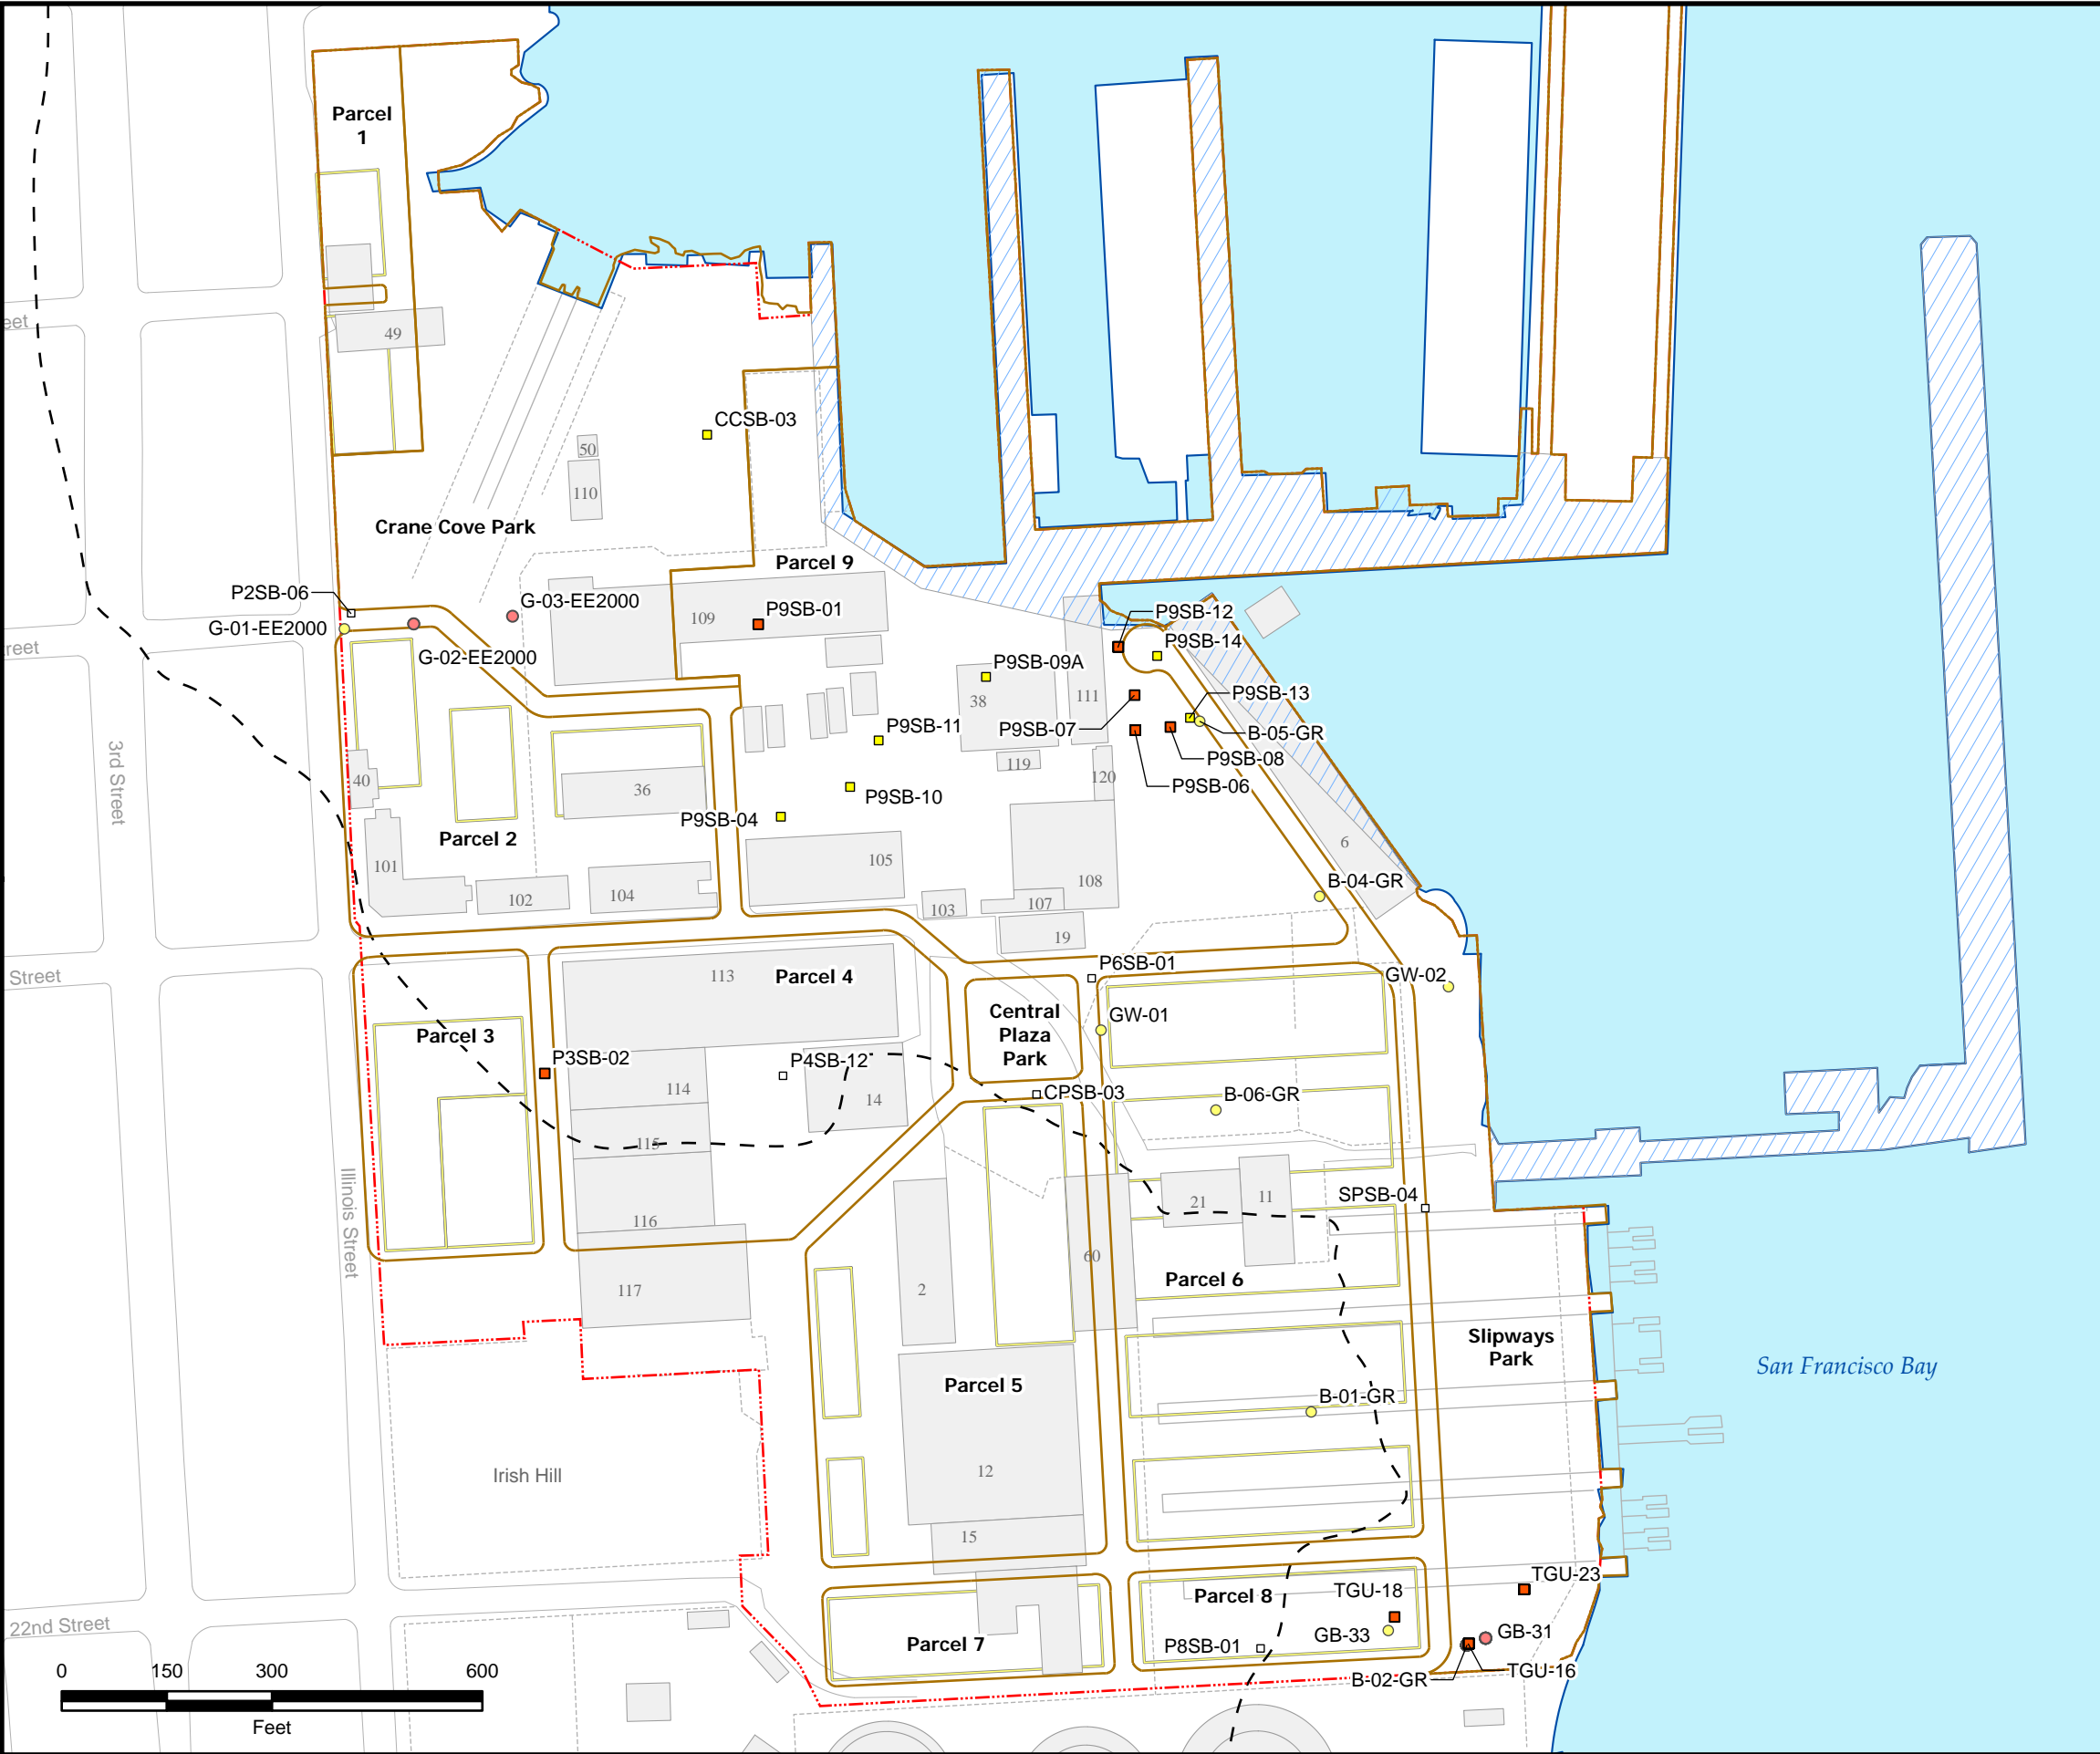 Parcel
1
eet
49
CCSB-03
50
110
Crane Cove Park
Parcel 9
P2SB-06
G-03-EE2000
109
P9SB-01
P9SB-12
G-01-EE2000
P9SB-14
reet
G-02-EE2000
P9SB-09A
38
111
P9SB-13
P9SB-11
P9SB-07
B-05-GR
3rd Street
P9SB-08
119
120
40
36
P9SB-10
P9SB-06
P9SB-04
Parcel 2
6
101
105
108
B-04-GR
102
104
103
107
19
Street
113
Parcel 4
P6SB-01
GW-02
Central
Plaza
Park
GW-01
Parcel 3
P3SB-02
P4SB-12
114
14
CPSB-03
B-06-GR
115
Illinois Street
116
21
11
SPSB-04
60
117
2
Parcel 6
Slipways
Park
San Francisco Bay
Parcel 5
B-01-GR
Irish Hill
12
15
TGU-23
TGU-18
Parcel 8
22nd Street
Parcel 7
P8SB-01
GB-33
GB-31
TGU-16
B-02-GR
0 150 300 600
Feet